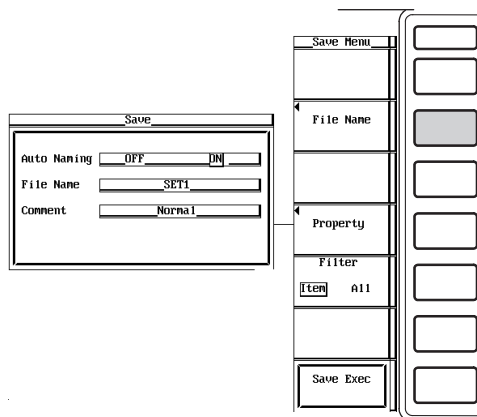 Save
Auto Naming OFF ON
File Name SET1
Comment Normal
Save Menu
File Name
Property
Filter
Item All
Save Exec